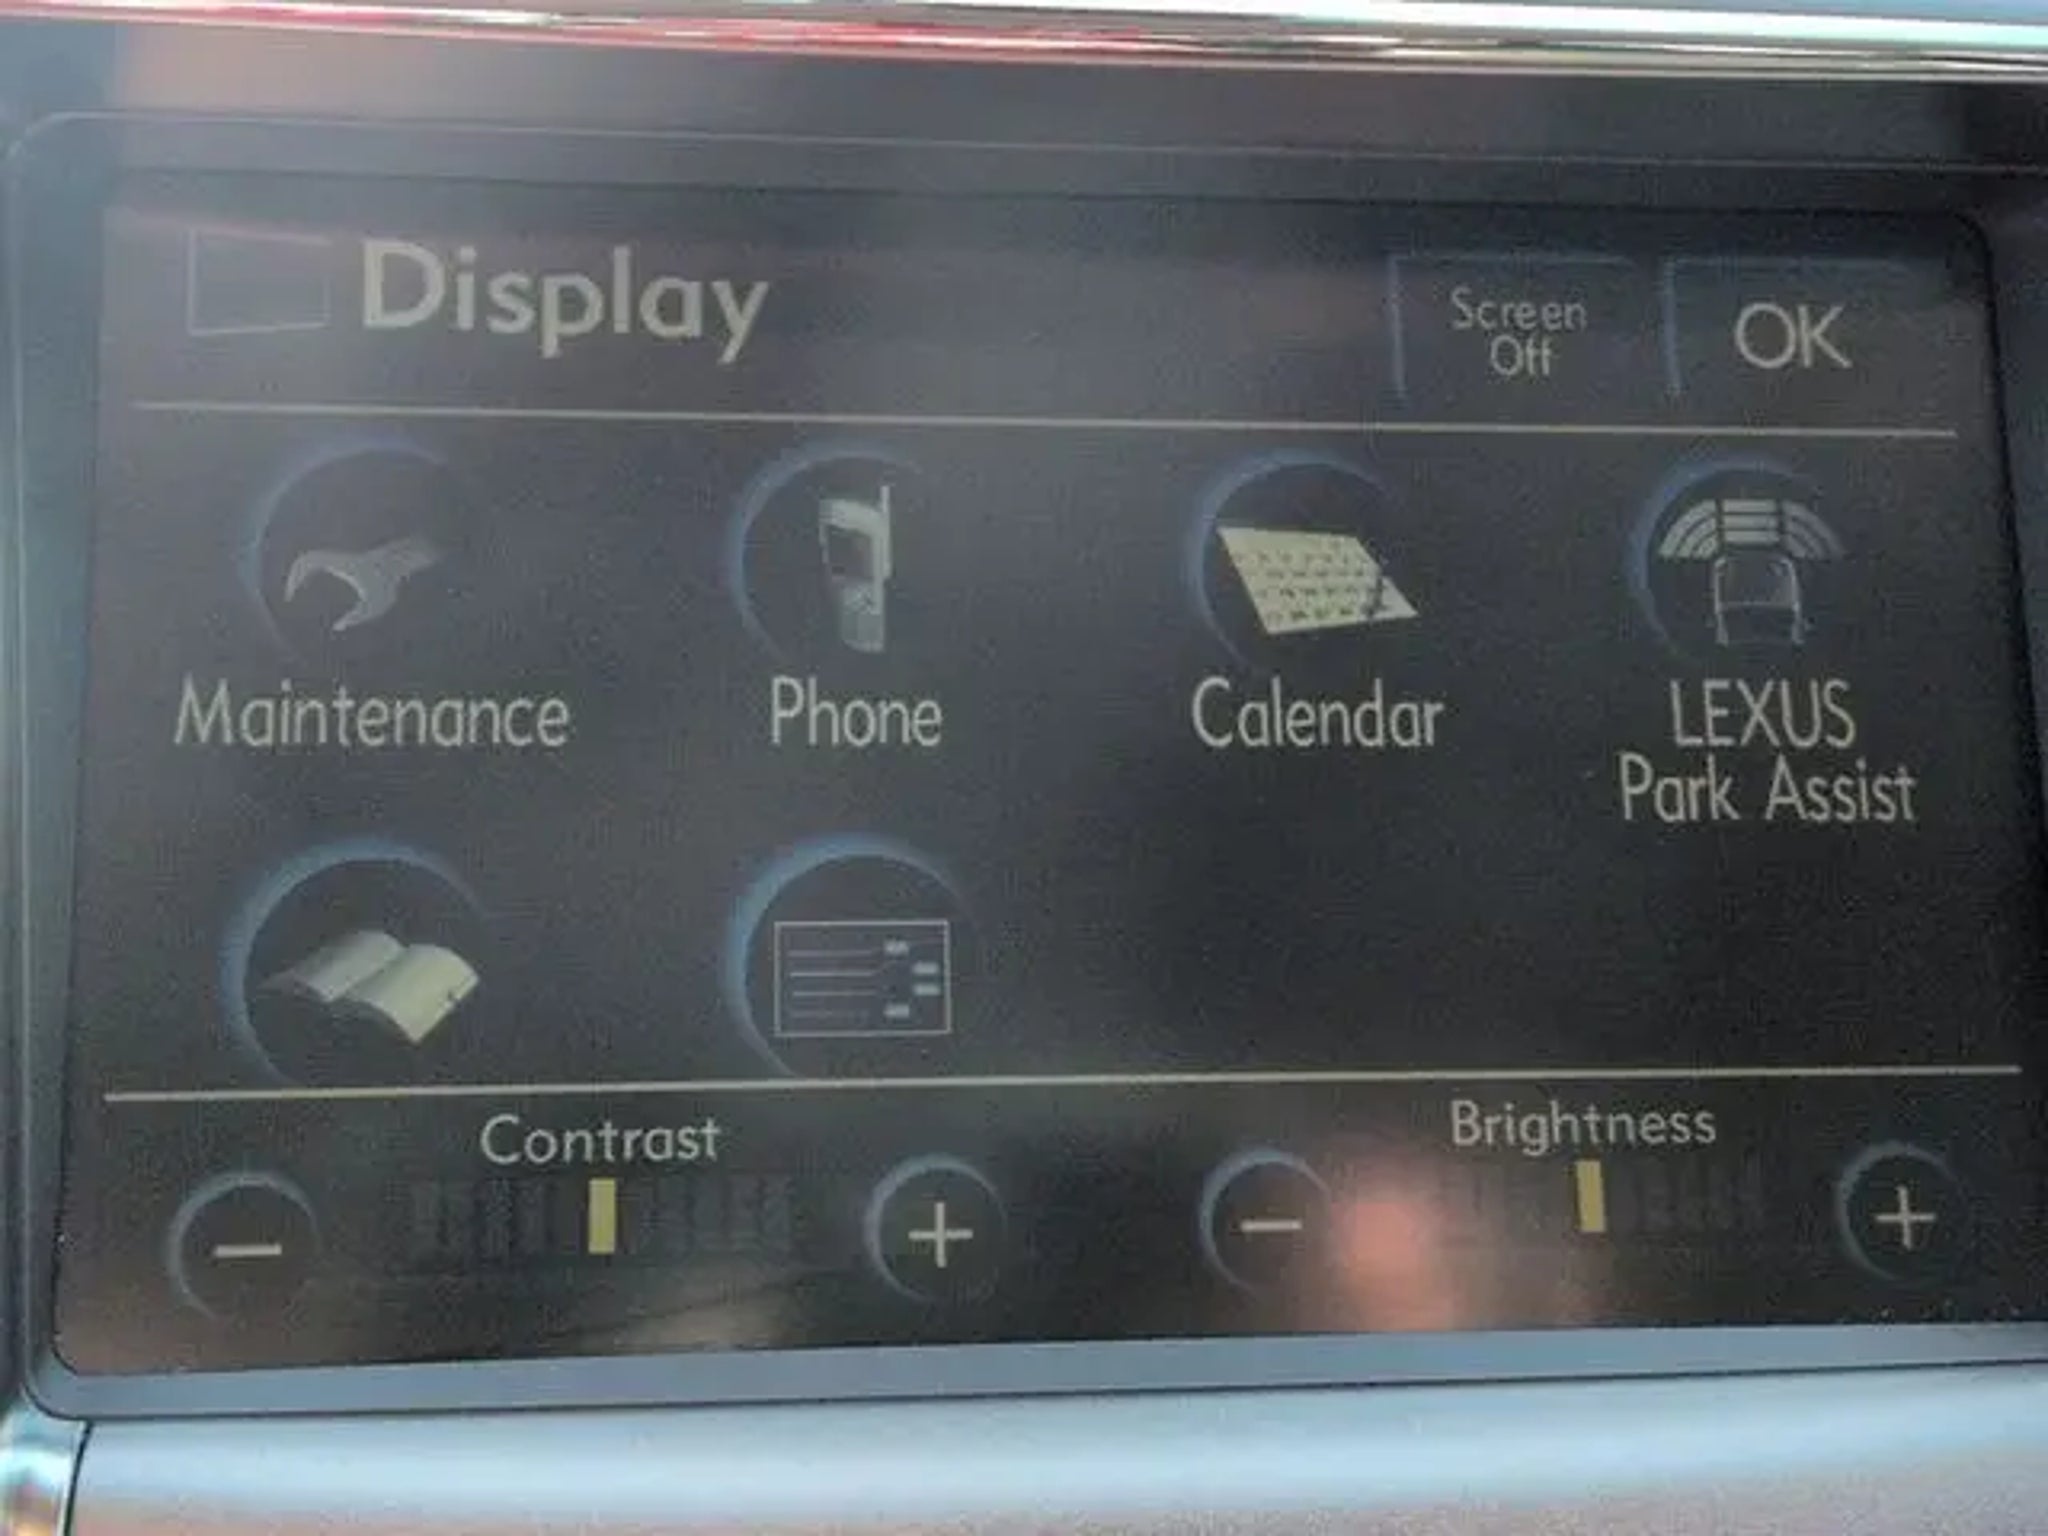 Display
Screen
Off
OK
Maintenance
Phone
Calendar
LEXUS
Park Assist
Contrast
Brightness